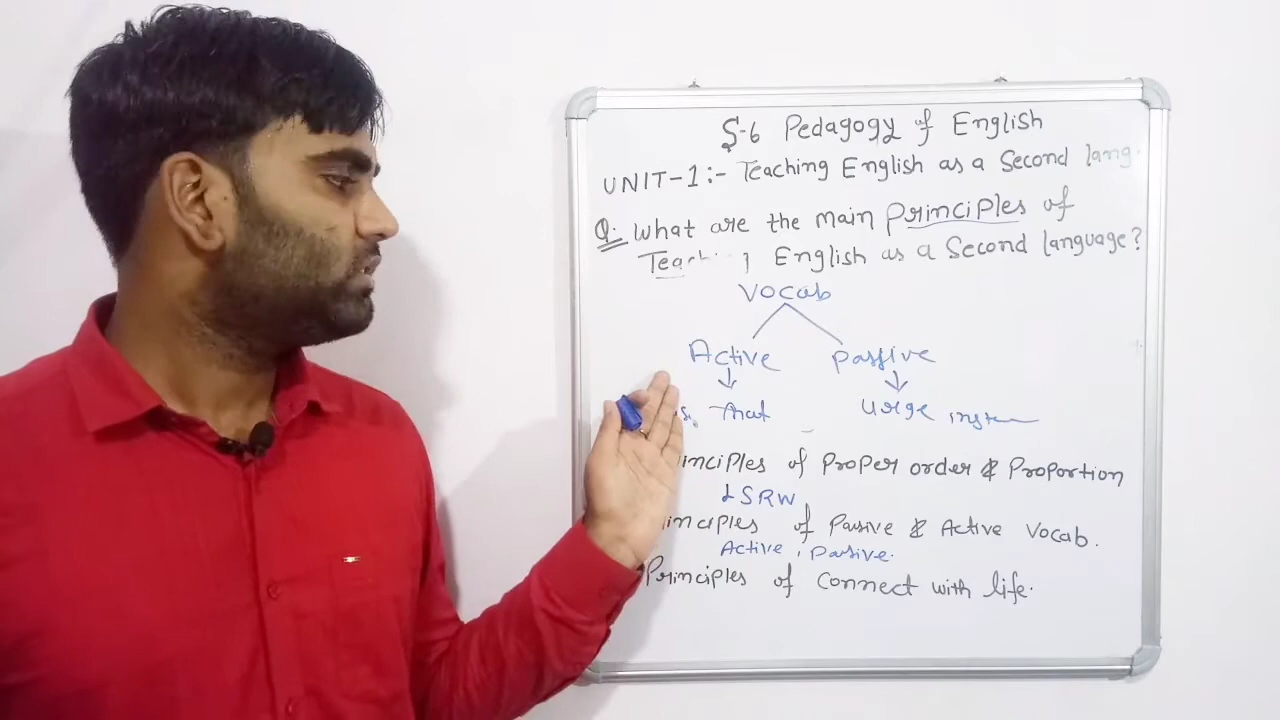 S-6 Pedagogy of English
UNIT-1:- Teaching English as a Second lang.
Q. What are the main Principles of
Teaching English as a Second language?
Vocab
Active Passive
That urge
inciples of Proper order & Proportion
LSRW
inciples of Passive & Active Vocab.
Active, Passive.
Principles of Connect with life.